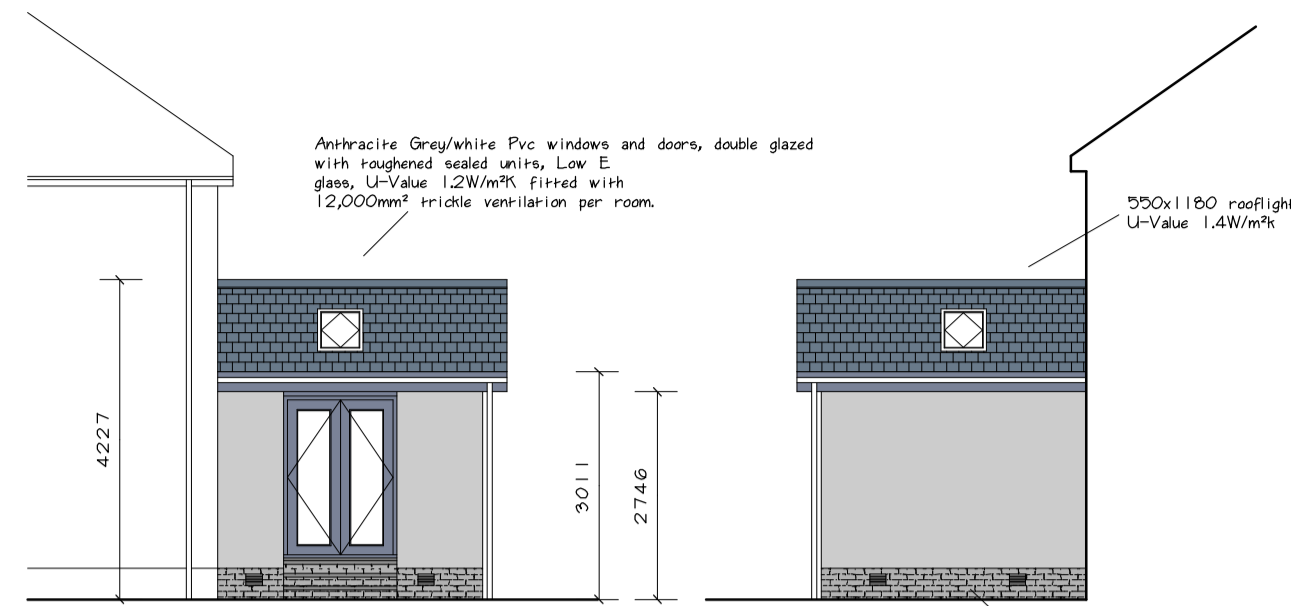 Anthracite Grey/white Pvc windows and doors, double glazed
with toughened sealed units, Low E
glass, U-Value 1.2W/m²K fitted with
12,000mm² trickle ventilation per room.
550x1180 rooflight
U-Value 1.4W/m²k
4227
3011
2746